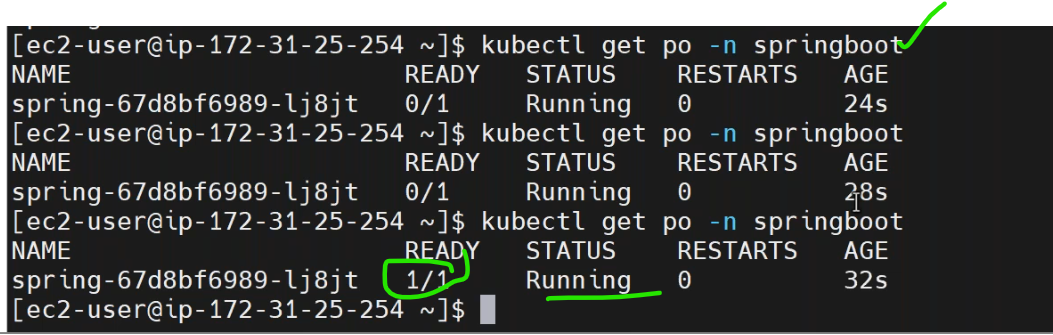 [ec2-user@ip-172-31-25-254 ~]$ kubectl get po -n springboot
NAME                      READY   STATUS    RESTARTS   AGE
spring-67d8bf6989-lj8jt   0/1     Running   0          24s
[ec2-user@ip-172-31-25-254 ~]$ kubectl get po -n springboot
NAME                      READY   STATUS    RESTARTS   AGE
spring-67d8bf6989-lj8jt   0/1     Running   0          28s
[ec2-user@ip-172-31-25-254 ~]$ kubectl get po -n springboot
NAME                      READY   STATUS    RESTARTS   AGE
spring-67d8bf6989-lj8jt   1/1     Running   0          32s
[ec2-user@ip-172-31-25-254 ~]$